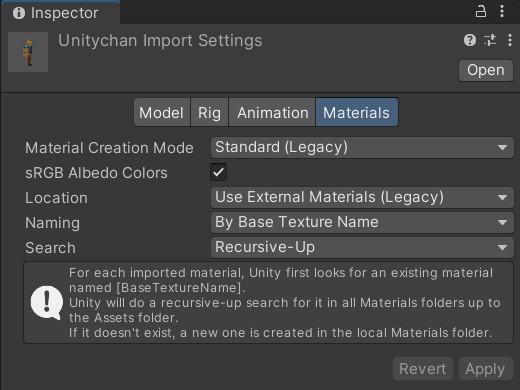 Inspector
Unitychan Import Settings
Open
Model Rig Animation Materials
Material Creation Mode Standard (Legacy)
sRGB Albedo Colors
Location Use External Materials (Legacy)
Naming By Base Texture Name
Search Recursive-Up
For each imported material, Unity first looks for an existing material
named [BaseTextureName].
Unity will do a recursive-up search for it in all Materials folders up to
the Assets folder.
If it doesn't exist, a new one is created in the local Materials folder.
Revert Apply